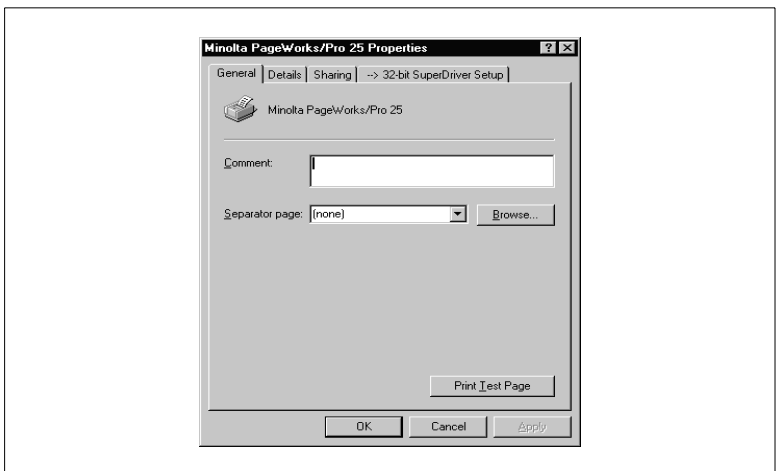 Minolta PageWorks/Pro 25 Properties
General Details Sharing --> 32-bit SuperDriver Setup
Minolta PageWorks/Pro 25
Comment:
Separator page: (none) Browse...
Print Test Page
OK Cancel Apply